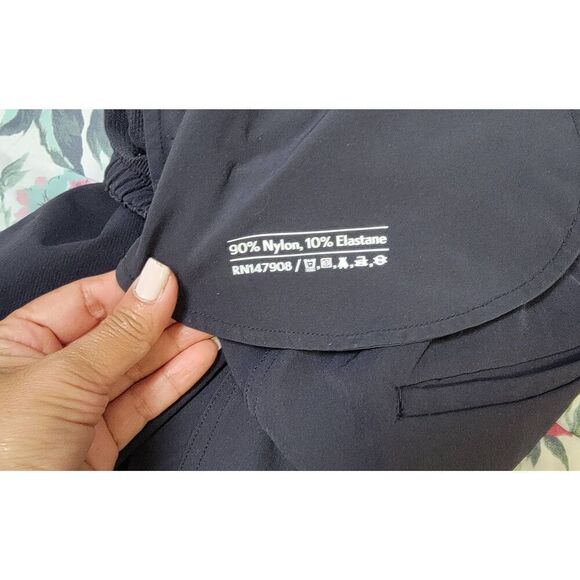 90% Nylon, 10% Elastane
RN147908 /